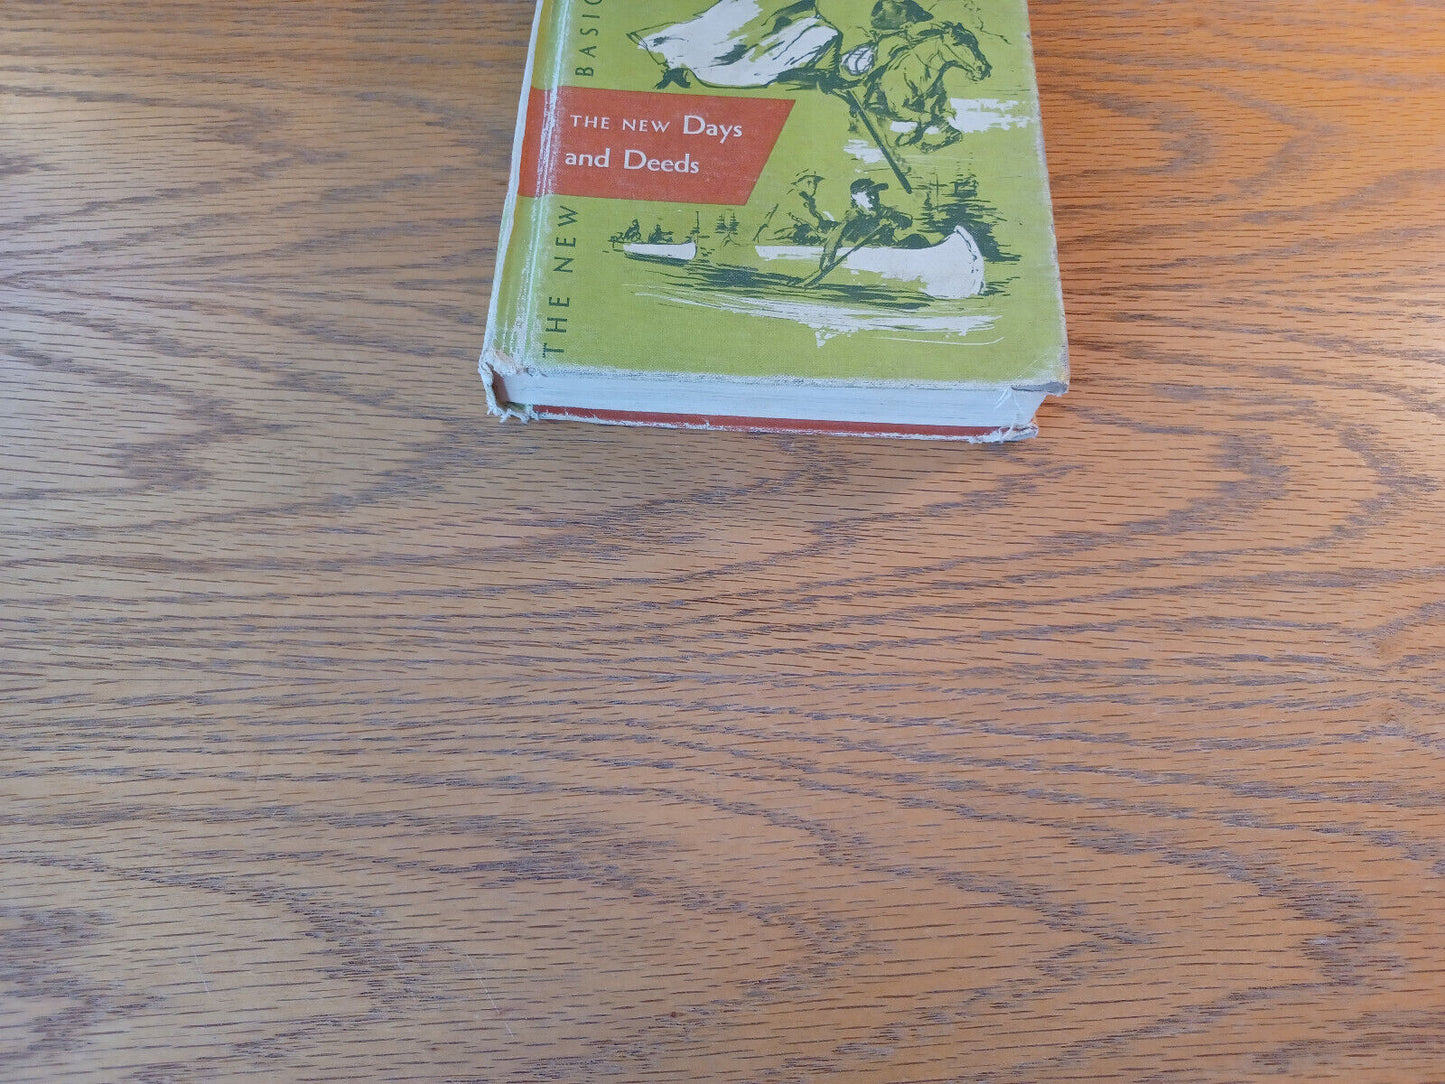 THE NEW Days
and Deeds
THE NEW BASIC